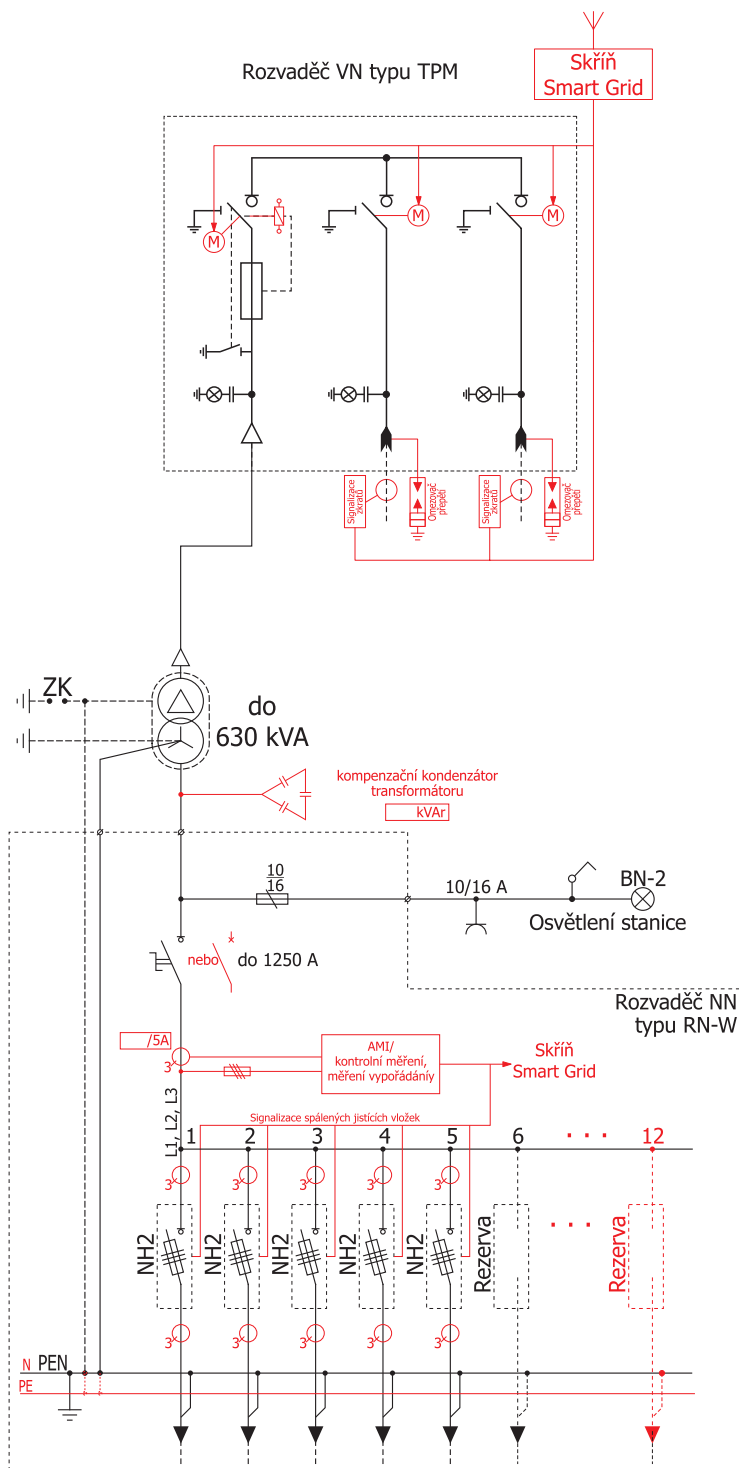 Rozvaděč VN typu TPM
Skříň
Smart Grid
M
M
M
Signalizace
zkratů
Omezovač
přepětí
Signalizace
zkratů
Omezovač
přepětí
ZK
do
630 kVA
kompenzační kondenzátor
transformátoru
kVAr
10
16
10/16 A
BN-2
Osvětlení stanice
nebo
do 1250 A
Rozvaděč NN
typu RN-W
/5A
3
AMI/
kontrolní měření,
měření vypořádáníy
Skříň
Smart Grid
L1, L2, L3
Signalizace spálených jistících vložek
1 2 3 4 5 6 . . . 12
3 3 3 3 3
NH2 NH2 NH2 NH2 NH2 Rezerva . . . Rezerva
3 3 3 3 3
N PEN
PE